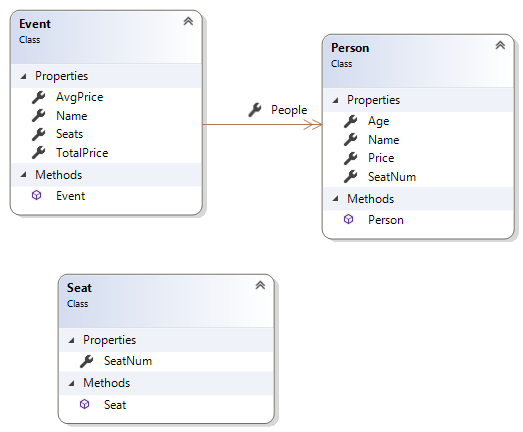 Event
Class
Properties
AvgPrice
Name
Seats
TotalPrice
Methods
Event
People
Person
Class
Properties
Age
Name
Price
SeatNum
Methods
Person
Seat
Class
Properties
SeatNum
Methods
Seat